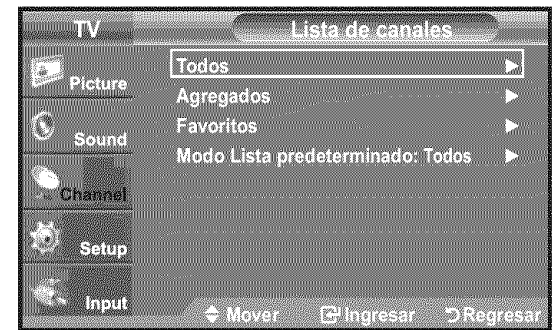 TV
Lista de canales
Picture
Sound
Channel
Setup
Input
Todos
Agregados
Favoritos
Modo Lista predeterminado: Todos
Mover
Ingresar
Regresar